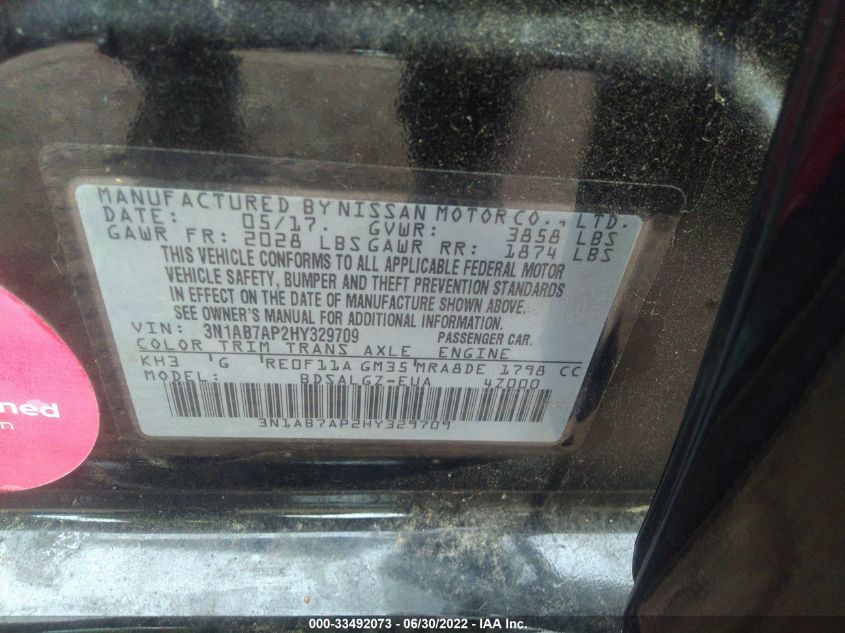 MANUFACTURED BY NISSAN MOTOR CO., LTD.
DATE: 05/17. GVWR: 3858 LBS
GAWR FR: 2028 LBS GAWR RR: 1874 LBS
THIS VEHICLE CONFORMS TO ALL APPLICABLE FEDERAL MOTOR
VEHICLE SAFETY, BUMPER AND THEFT PREVENTION STANDARDS
IN EFFECT ON THE DATE OF MANUFACTURE SHOWN ABOVE.
SEE OWNER'S MANUAL FOR ADDITIONAL INFORMATION.
VIN: 3N1AB7AP2HY329709 PASSENGER CAR.
COLOR TRIM TRANS AXLE ENGINE
KH3 G RE0F11A GM35 MRA8DE 1798 CC
MODEL: BDSALGZ-EUA 4Z000
3N1AB7AP2HY329709
ned
n
000-33492073 - 06/30/2022 - IAA Inc.